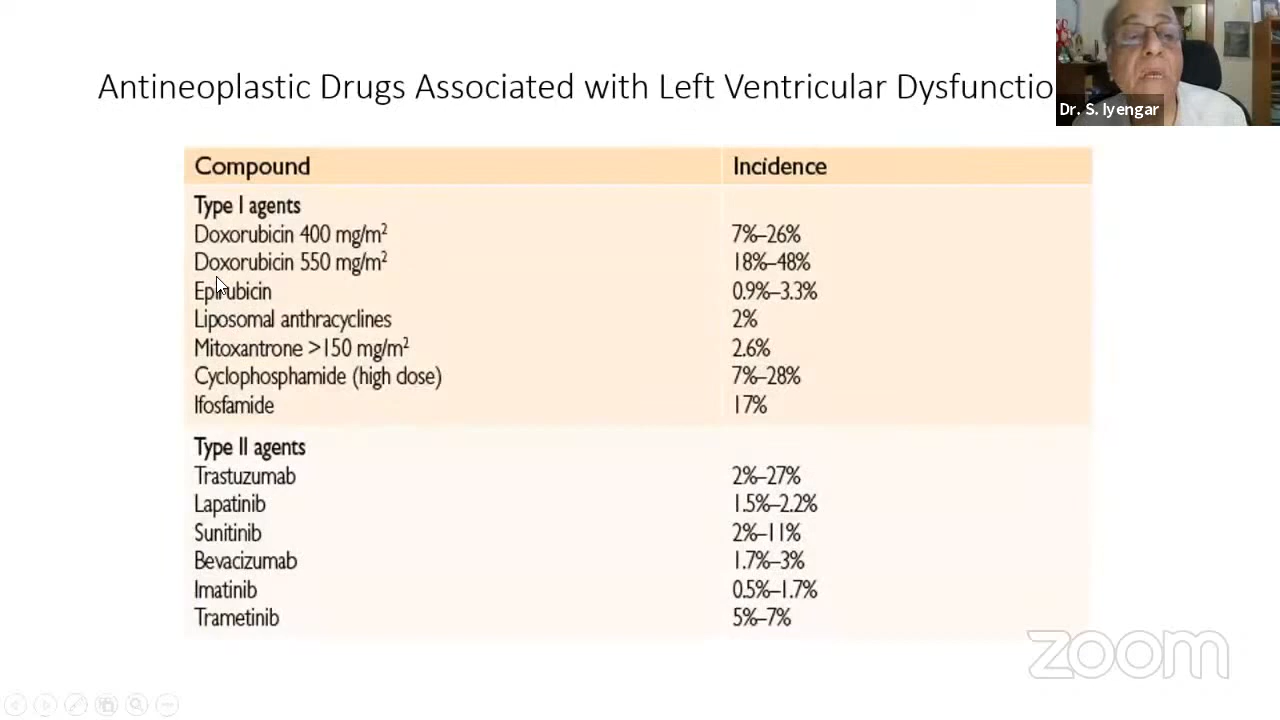 Antineoplastic Drugs Associated with Left Ventricular Dysfunctio
Dr. S. Iyengar
Compound Incidence
Type I agents
Doxorubicin 400 mg/m² 7%–26%
Doxorubicin 550 mg/m² 18%–48%
Epirubicin 0.9%–3.3%
Liposomal anthracyclines 2%
Mitoxantrone >150 mg/m² 2.6%
Cyclophosphamide (high dose) 7%–28%
Ifosfamide 17%
Type II agents
Trastuzumab 2%–27%
Lapatinib 1.5%–2.2%
Sunitinib 2%–11%
Bevacizumab 1.7%–3%
Imatinib 0.5%–1.7%
Trametinib 5%–7%
zoom